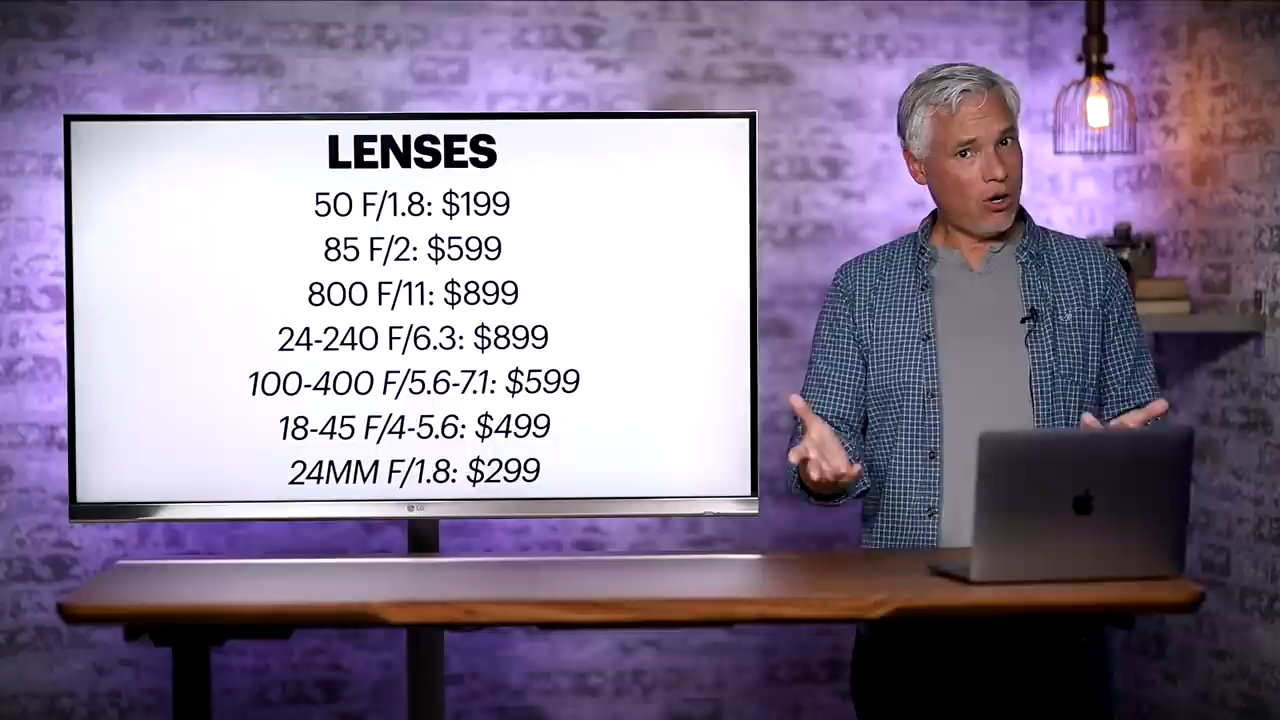 LENSES
50 F/1.8: $199
85 F/2: $599
800 F/11: $899
24-240 F/6.3: $899
100-400 F/5.6-7.1: $599
18-45 F/4-5.6: $499
24MM F/1.8: $299
LG